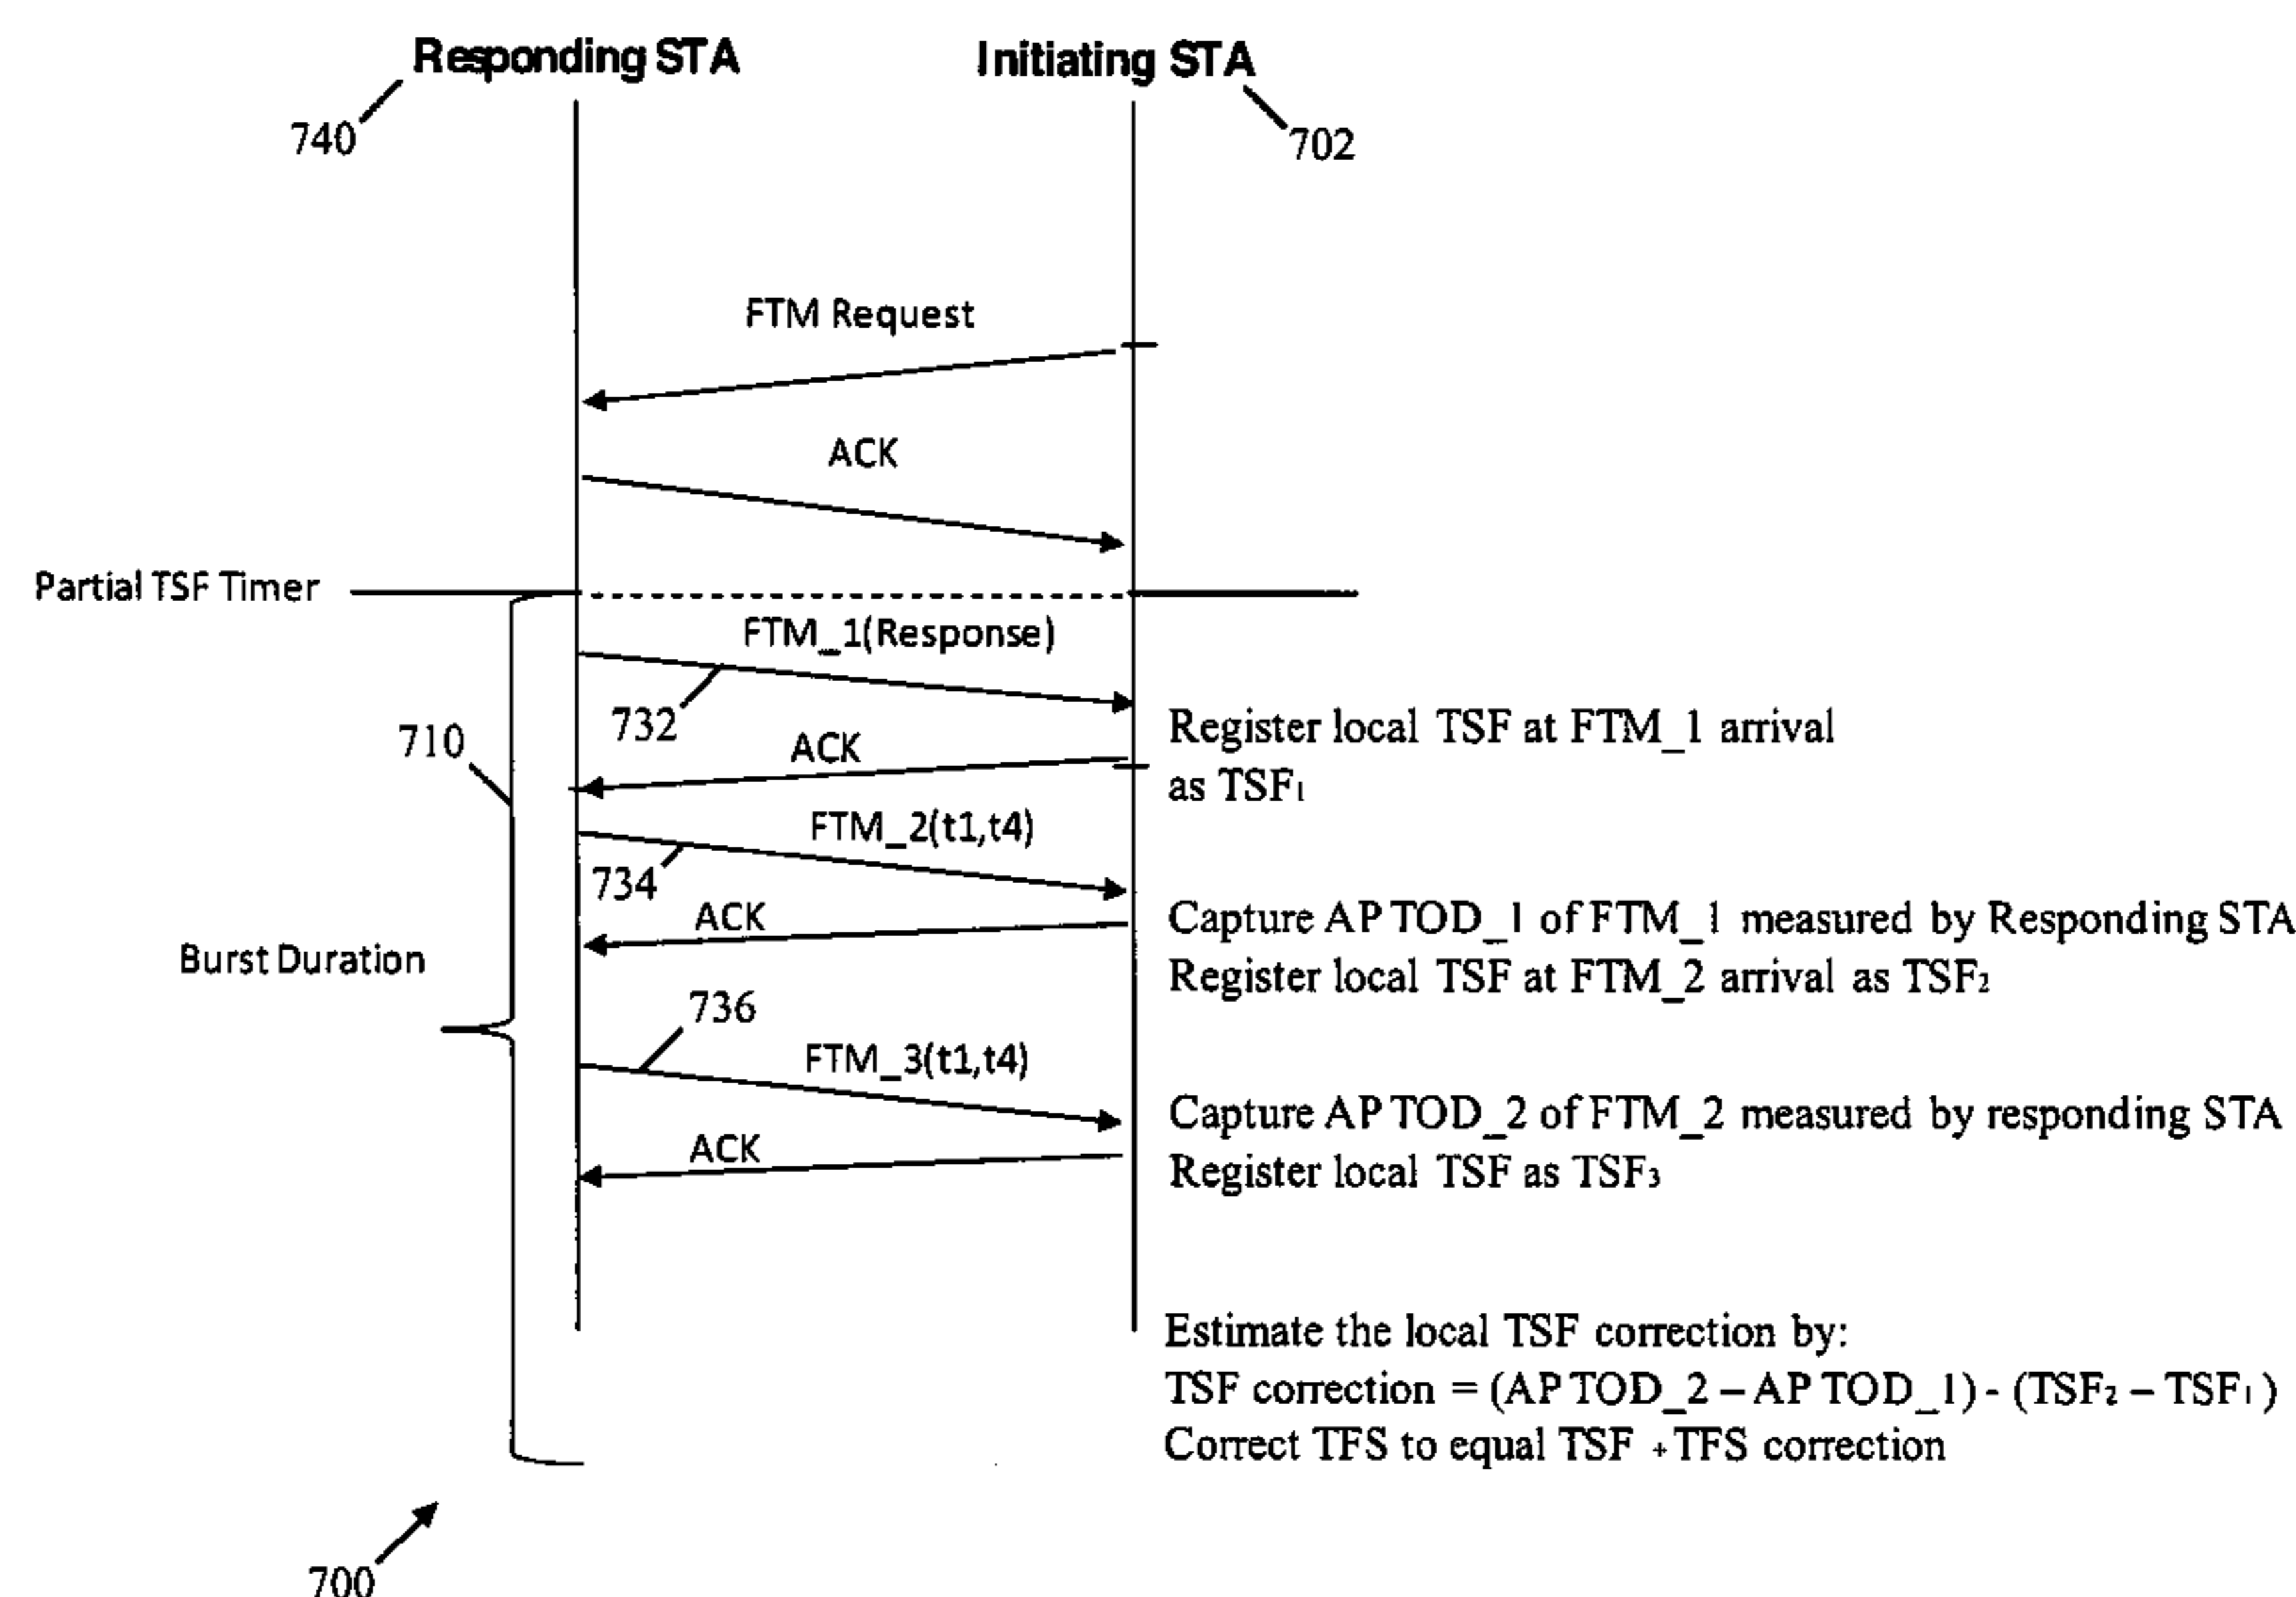 Responding STA
Initiating STA
740
702
FTM Request
ACK
Partial TSF Timer
FTM_1(Response)
732
710
Register local TSF at FTM_1 arrival
as TSF₁
ACK
FTM_2(t1,t4)
734
ACK
Capture AP TOD_1 of FTM_1 measured by Responding STA
Register local TSF at FTM_2 arrival as TSF₂
Burst Duration
736
FTM_3(t1,t4)
Capture AP TOD_2 of FTM_2 measured by responding STA
ACK
Register local TSF as TSF₃
Estimate the local TSF correction by:
TSF correction = (AP TOD_2 – AP TOD_1) - (TSF₂ – TSF₁)
Correct TFS to equal TSF + TFS correction
700